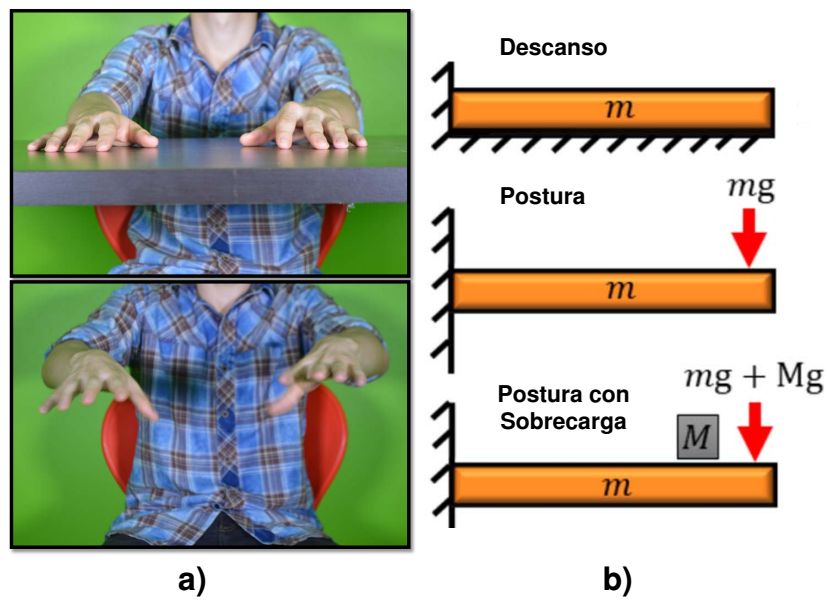 Descanso
m
Postura
mg
m
Postura con
Sobrecarga
mg + Mg
M
m
a)
b)